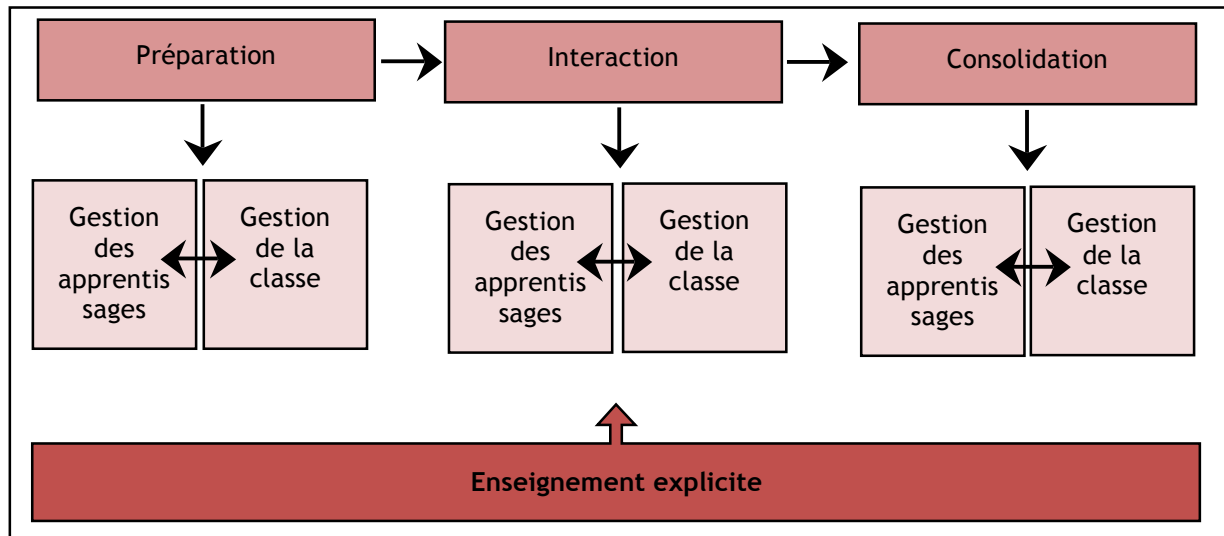 Préparation
Interaction
Consolidation
Gestion
des
apprentis
sages
Gestion
de la
classe
Gestion
des
apprentis
sages
Gestion
de la
classe
Gestion
des
apprentis
sages
Gestion
de la
classe
Enseignement explicite